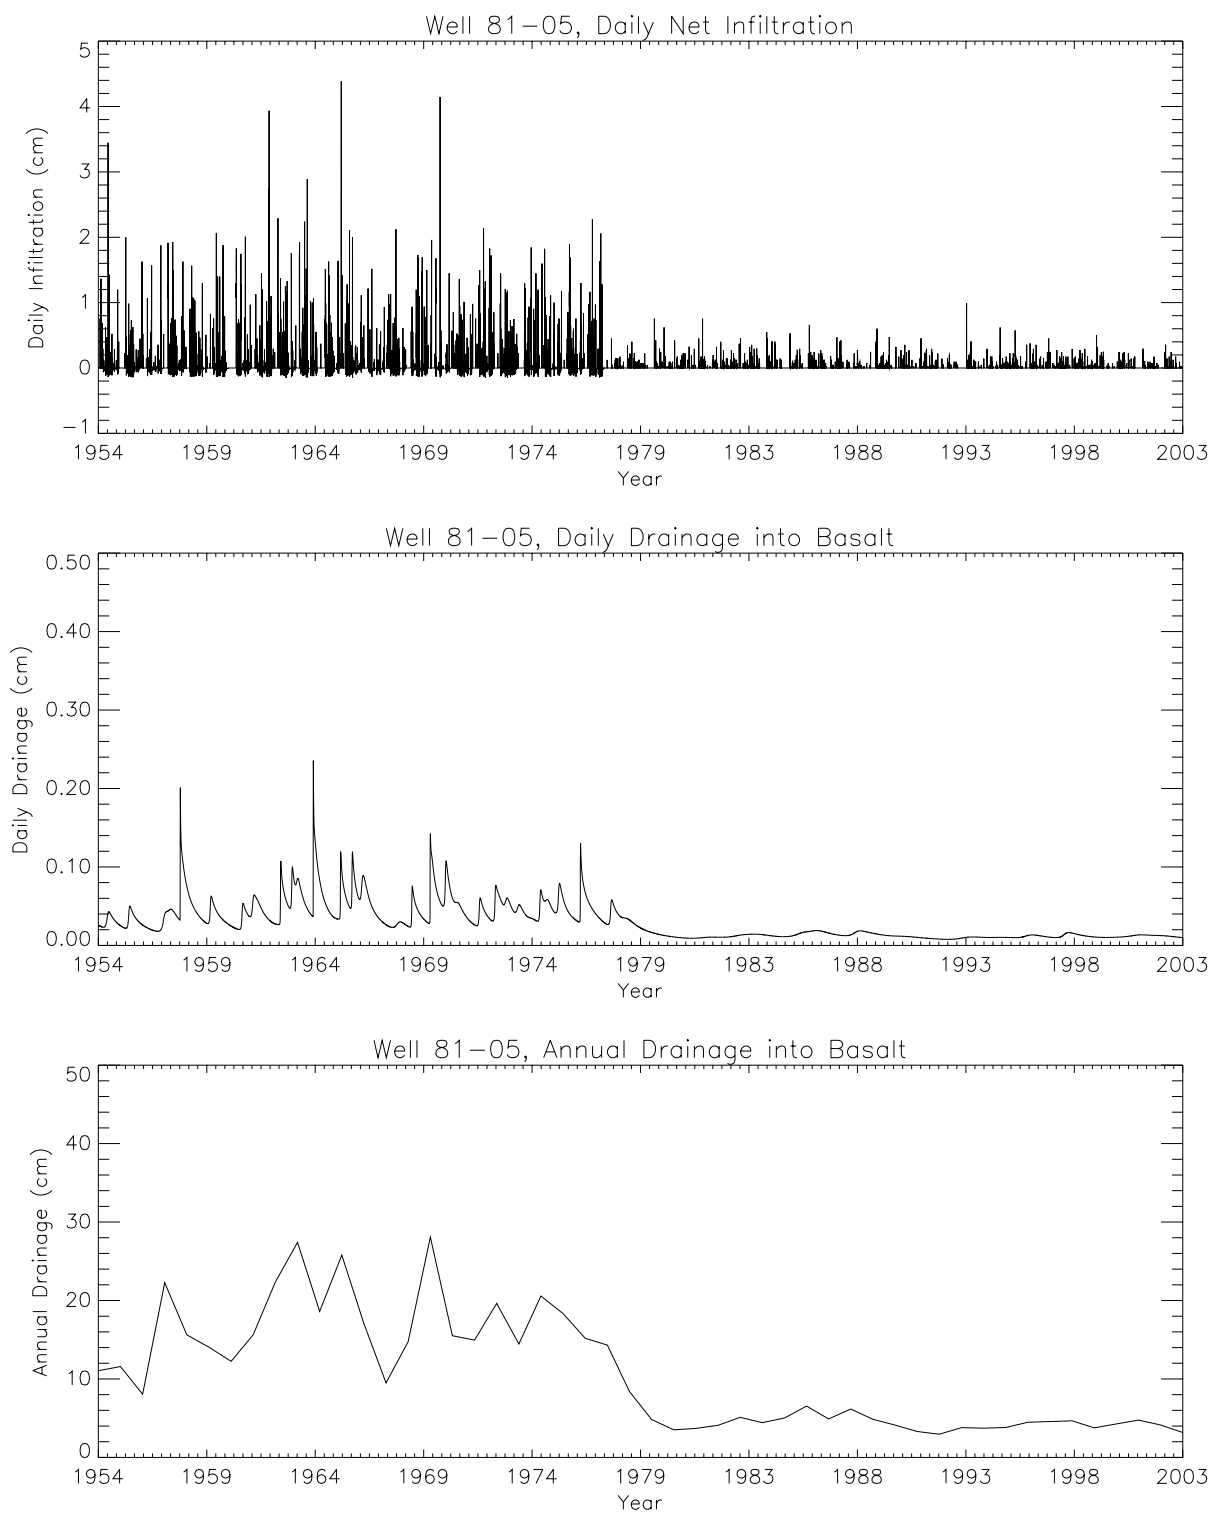 Well 81-05, Daily Net Infiltration
5
4
3
2
1
0
-1
Daily Infiltration (cm)
1954 1959 1964 1969 1974 1979 1983 1988 1993 1998 2003
Year
Well 81-05, Daily Drainage into Basalt
0.50
0.40
0.30
0.20
0.10
0.00
Daily Drainage (cm)
1954 1959 1964 1969 1974 1979 1983 1988 1993 1998 2003
Year
Well 81-05, Annual Drainage into Basalt
50
40
30
20
10
0
Annual Drainage (cm)
1954 1959 1964 1969 1974 1979 1983 1988 1993 1998 2003
Year